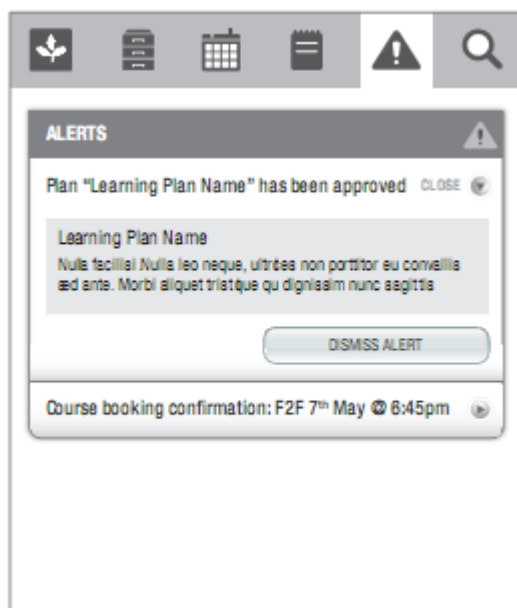 ALERTS
Plan “Learning Plan Name” has been approved CLOSE
Learning Plan Name
Nulla facilisi Nulla leo neque, ultrices non porttitor eu convallis
sed ante. Morbi aliquet tristique qu dignissim nunc sagittis
DISMISS ALERT
Course booking confirmation: F2F 7th May @ 6:45pm